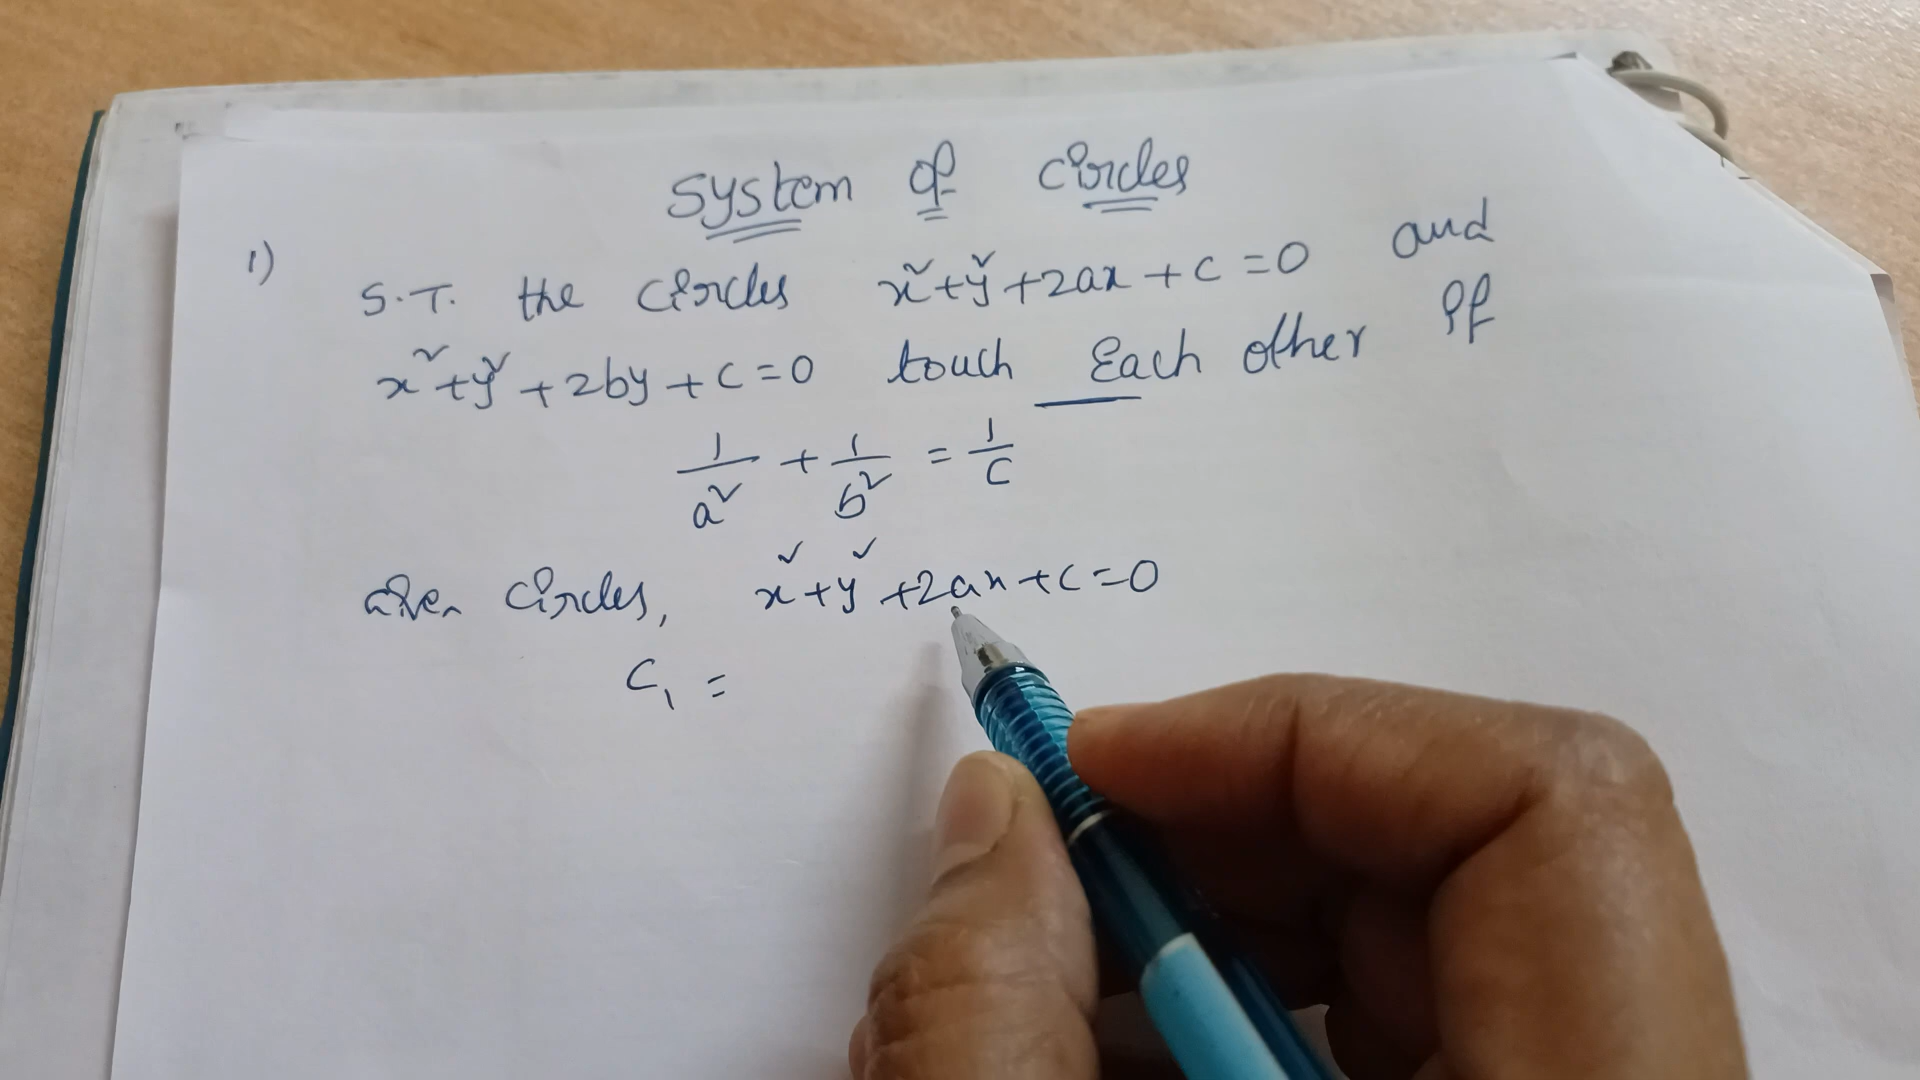 System of circles
1)
S.T. the circles x²+y²+2ax+c=0 and
x²+y²+2by+c=0 touch Each other if
1/a² + 1/b² = 1/c
Given circles, x²+y²+2ax+c=0
C₁ =